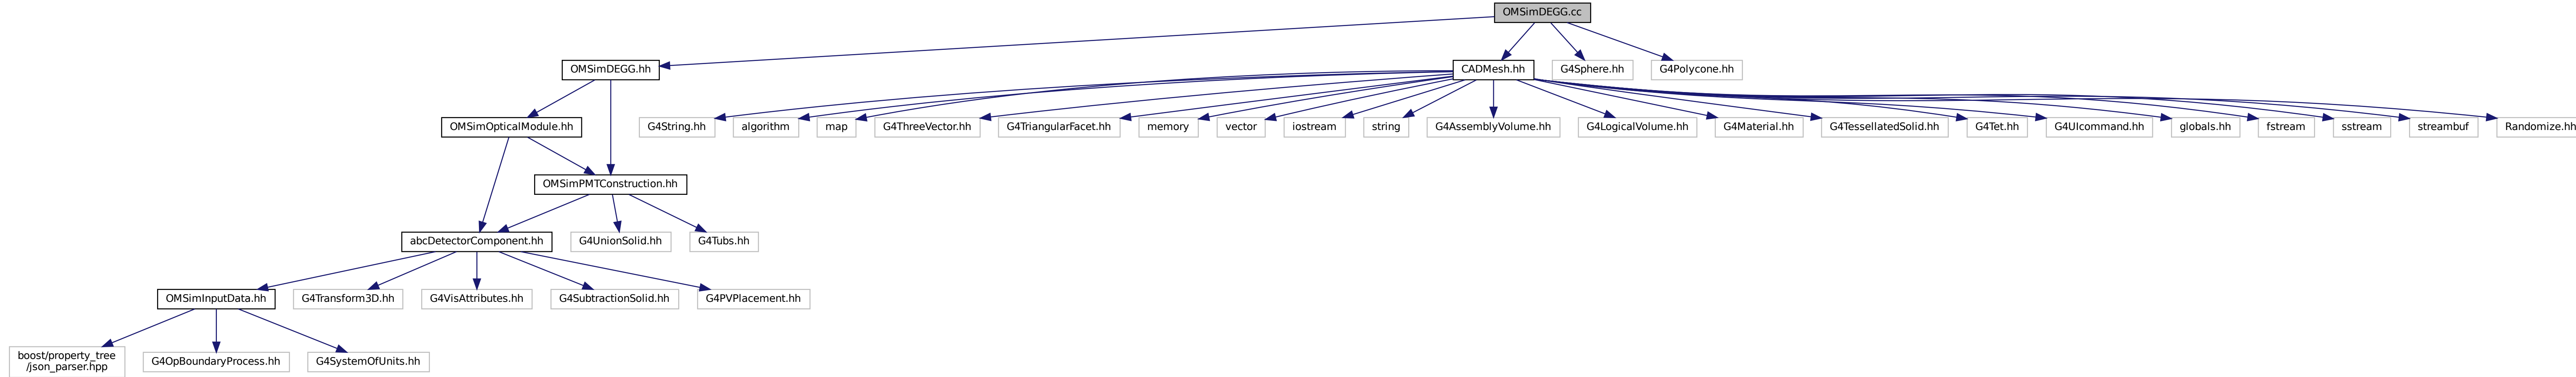 OMSimDEGG.cc
OMSimDEGG.hh
CADMesh.hh
G4Sphere.hh
G4Polycone.hh
OMSimOpticalModule.hh
G4String.hh
algorithm
map
G4ThreeVector.hh
G4TriangularFacet.hh
memory
vector
iostream
string
G4AssemblyVolume.hh
G4LogicalVolume.hh
G4Material.hh
G4TessellatedSolid.hh
G4Tet.hh
G4UIcommand.hh
globals.hh
fstream
sstream
streambuf
Randomize.hh
OMSimPMTConstruction.hh
abcDetectorComponent.hh
G4UnionSolid.hh
G4Tubs.hh
OMSimInputData.hh
G4Transform3D.hh
G4VisAttributes.hh
G4SubtractionSolid.hh
G4PVPlacement.hh
boost/property_tree
/json_parser.hpp
G4OpBoundaryProcess.hh
G4SystemOfUnits.hh